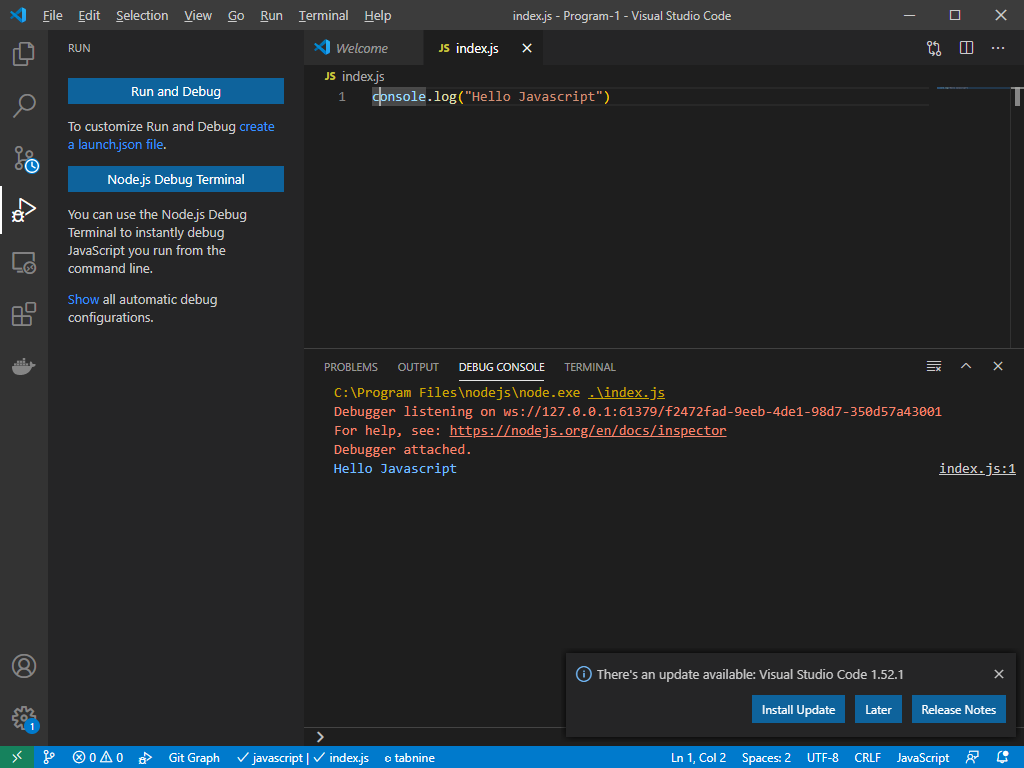 File Edit Selection View Go Run Terminal Help index.js - Program-1 - Visual Studio Code
RUN
Run and Debug
To customize Run and Debug create
a launch.json file.
Node.js Debug Terminal
You can use the Node.js Debug
Terminal to instantly debug
JavaScript you run from the
command line.
Show all automatic debug
configurations.
Welcome
JS index.js
JS index.js
1 console.log("Hello Javascript")
PROBLEMS OUTPUT DEBUG CONSOLE TERMINAL
C:\Program Files\nodejs\node.exe .\index.js
Debugger listening on ws://127.0.0.1:61379/f2472fad-9eeb-4de1-98d7-350d57a43001
For help, see: https://nodejs.org/en/docs/inspector
Debugger attached.
Hello Javascript index.js:1
There's an update available: Visual Studio Code 1.52.1
Install Update Later Release Notes
1
0 0 Git Graph javascript | index.js tabnine Ln 1, Col 2 Spaces: 2 UTF-8 CRLF JavaScript